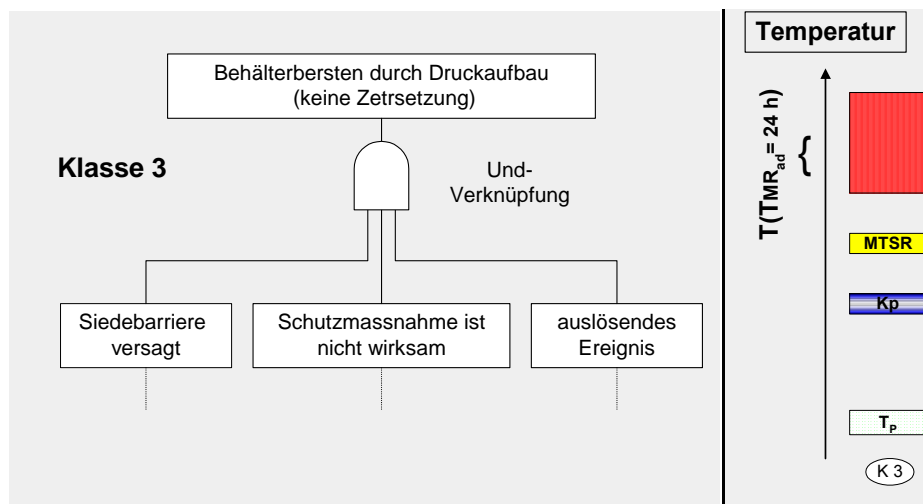 Temperatur
Behälterbersten durch Druckaufbau
(keine Zetrsetzung)
Klasse 3
Und-
Verknüpfung
Siedebarriere
versagt
Schutzmassnahme ist
nicht wirksam
auslösendes
Ereignis
T(TMRad= 24 h)
{
MTSR
Kp
TP
K 3